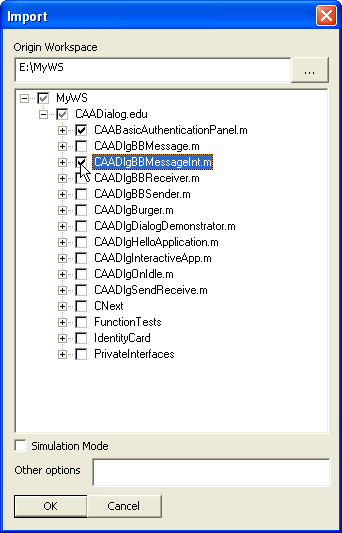 Import
Origin Workspace
E:\MyWS
...
MyWS
CAADialog.edu
CAABasicAuthenticationPanel.m
CAADlgBBMessage.m
CAADlgBBMessageInt.m
CAADlgBBReceiver.m
CAADlgBBSender.m
CAADlgBurger.m
CAADlgDialogDemonstrator.m
CAADlgHelloApplication.m
CAADlgInteractiveApp.m
CAADlgOnIdle.m
CAADlgSendReceive.m
CNext
FunctionTests
IdentityCard
PrivateInterfaces
Simulation Mode
Other options
OK Cancel